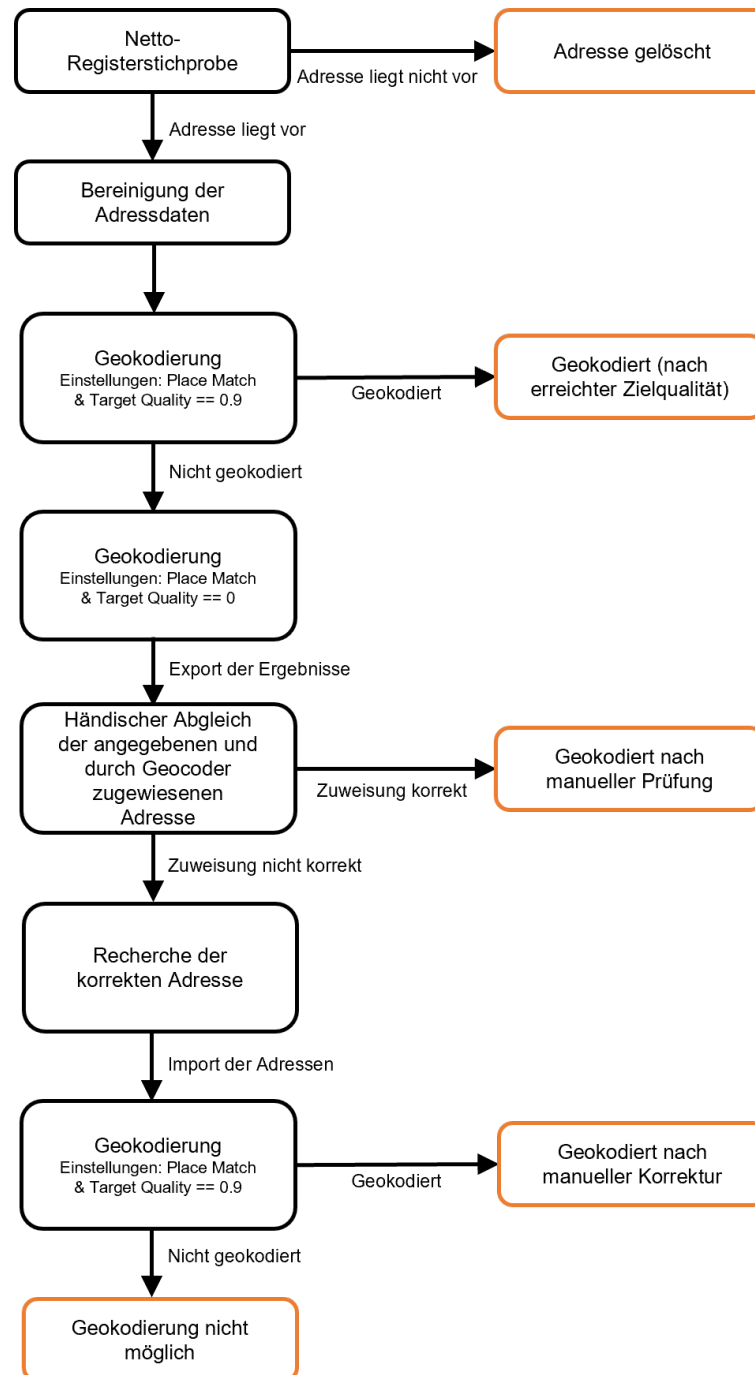 Netto-
Registerstichprobe
Adresse liegt nicht vor
Adresse gelöscht
Adresse liegt vor
Bereinigung der
Adressdaten
Geokodierung
Einstellungen: Place Match
& Target Quality == 0.9
Geokodiert
Geokodiert (nach
erreichter Zielqualität)
Nicht geokodiert
Geokodierung
Einstellungen: Place Match
& Target Quality == 0
Export der Ergebnisse
Händischer Abgleich
der angegebenen und
durch Geocoder
zugewiesenen
Adresse
Zuweisung korrekt
Geokodiert nach
manueller Prüfung
Zuweisung nicht korrekt
Recherche der
korrekten Adresse
Import der Adressen
Geokodierung
Einstellungen: Place Match
& Target Quality == 0.9
Geokodiert
Geokodiert nach
manueller Korrektur
Nicht geokodiert
Geokodierung nicht
möglich